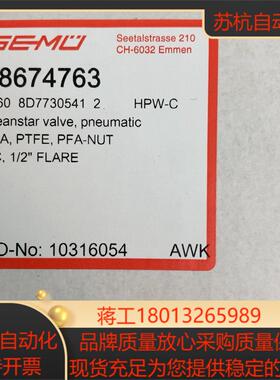 GEMÜ
Seetalstrasse 210
CH-6032 Emmen
苏杭自动化
8674763
60 8D7730541 2 HPW-C
eanstar valve, pneumatic
A, PTFE, PFA-NUT
C, 1/2" FLARE
O-No: 10316054 AWK
蒋工18013265989
自动化 品牌质量放心采购质量保
开票 现货充足为您提供可靠